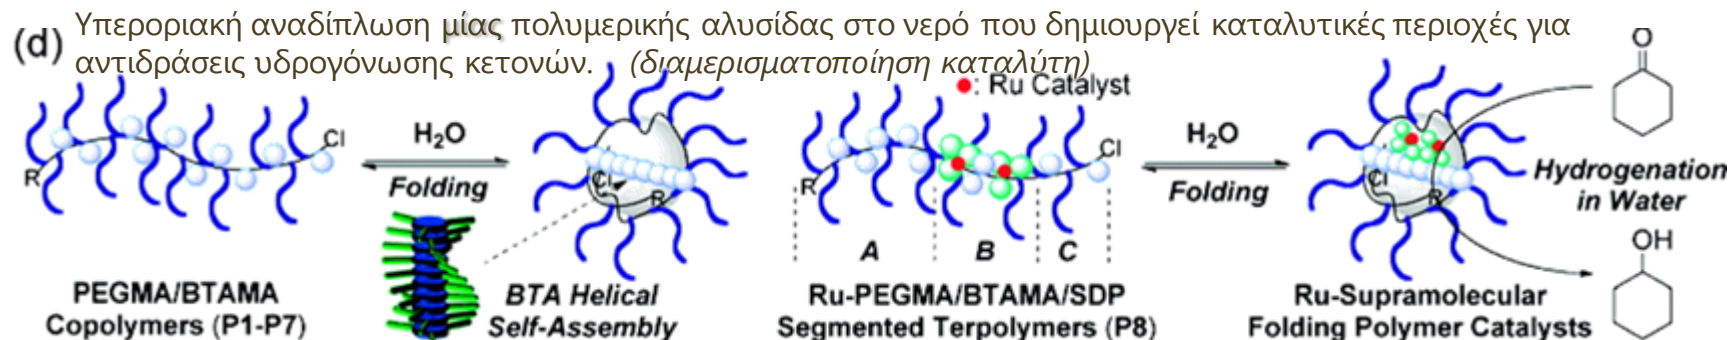 (d) Υπεροριακή αναδίπλωση μίας πολυμερικής αλυσίδας στο νερό που δημιουργεί καταλυτικές περιοχές για
αντιδράσεις υδρογόνωσης κετονών. (διαμερισματοποίηση καταλύτη)
: Ru Catalyst
O
Cl
R
H₂O
Folding
Cl
R
Cl
R
H₂O
Folding
Cl
R
Hydrogenation
in Water
A B C
OH
PEGMA/BTAMA
Copolymers (P1-P7)
BTA Helical
Self-Assembly
Ru-PEGMA/BTAMA/SDP
Segmented Terpolymers (P8)
Ru-Supramolecular
Folding Polymer Catalysts